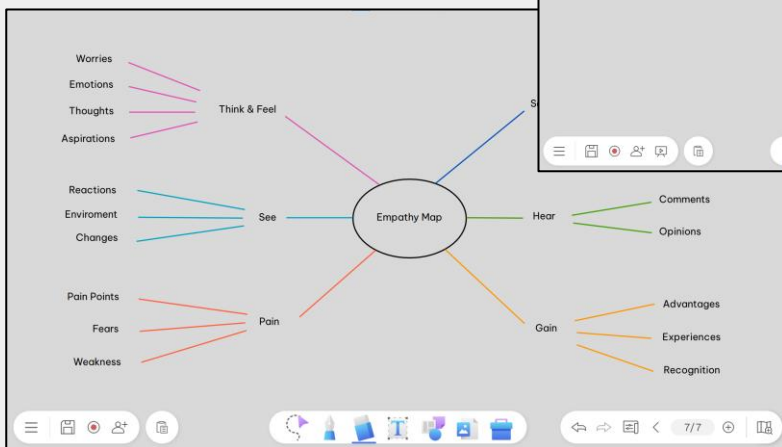 Worries
Emotions
Thoughts
Aspirations
Think & Feel
Reactions
Enviroment
Changes
See
Empathy Map
Hear
Comments
Opinions
Pain Points
Fears
Weakness
Pain
Gain
Advantages
Experiences
Recognition
7/7